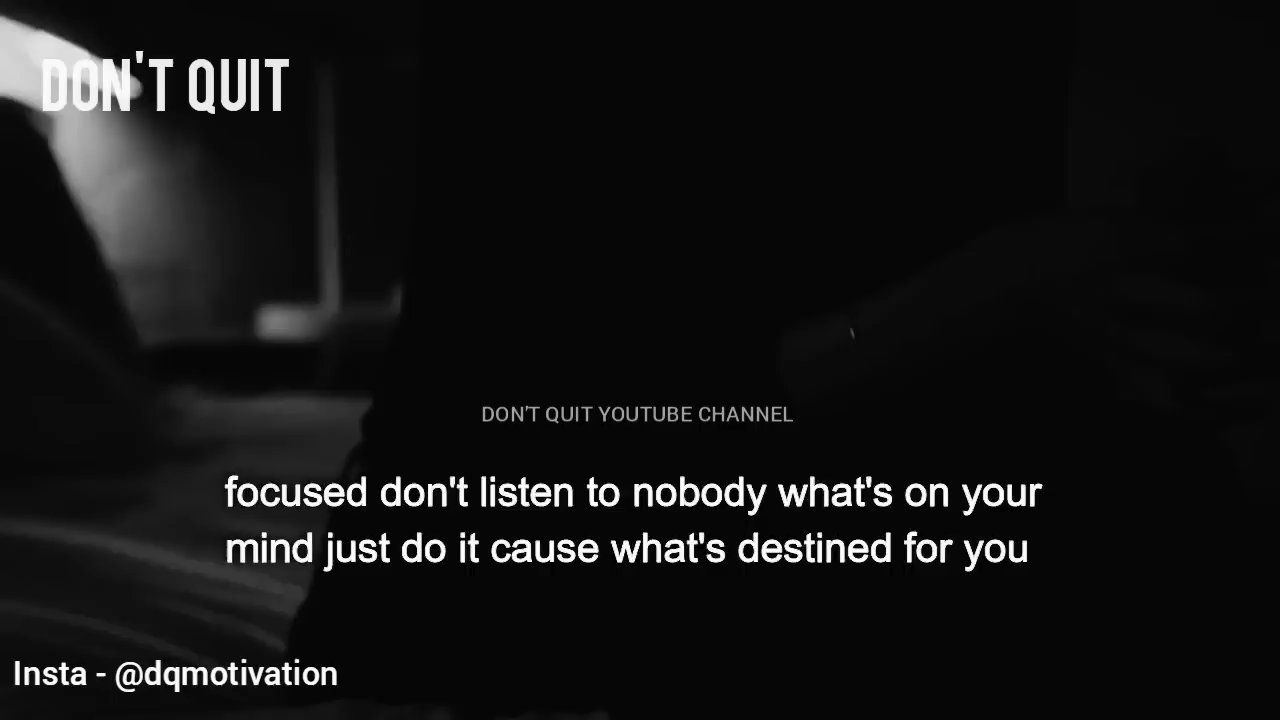 DON'T QUIT
DON'T QUIT YOUTUBE CHANNEL
focused don't listen to nobody what's on your
mind just do it cause what's destined for you
Insta - @dqmotivation